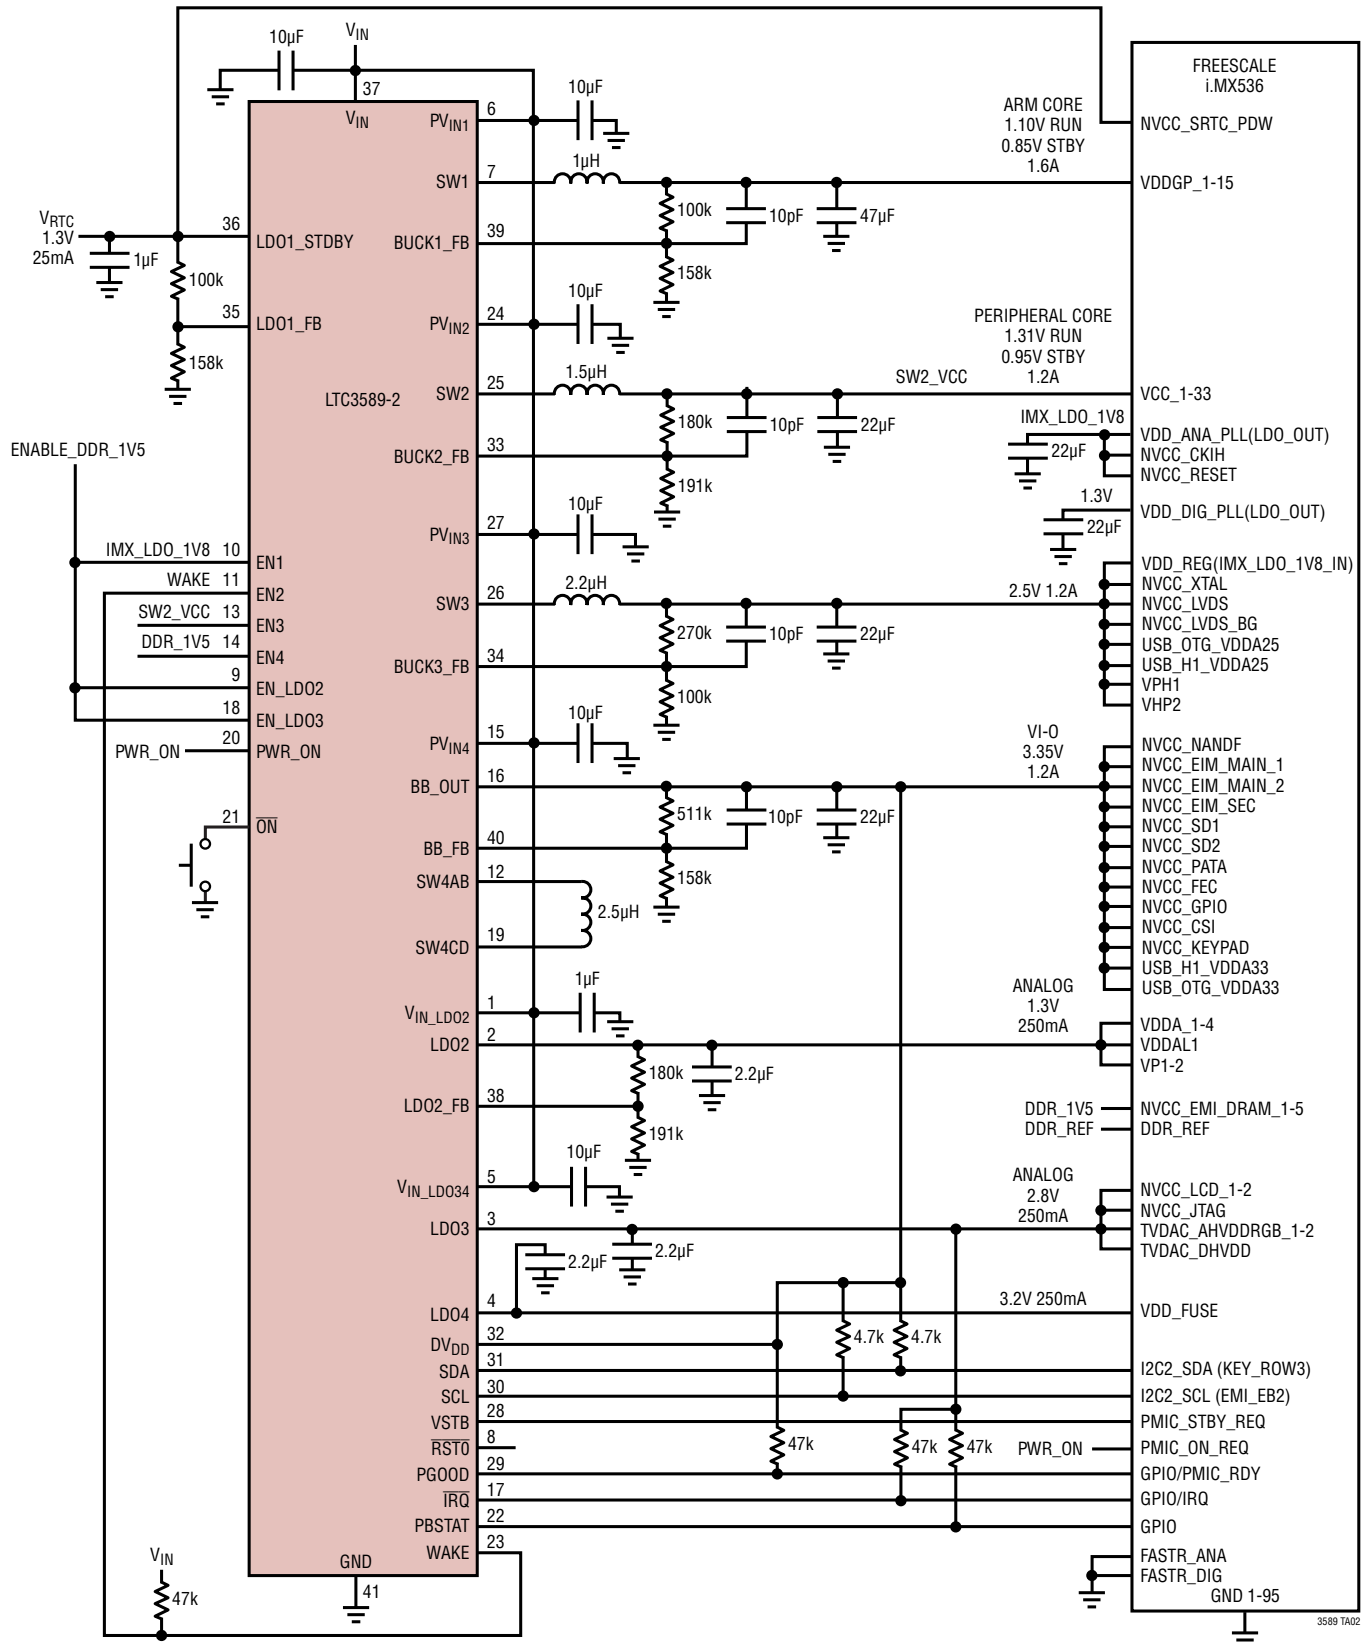 10µF
VIN
37
VIN
FREESCALE
i.MX536
NVCC_SRTC_PDW
PVIN1
6
10µF
ARM CORE
1.10V RUN
0.85V STBY
1.6A
SW1
7
1µH
VDDGP_1-15
100k
10pF
47µF
BUCK1_FB
39
158k
VRTC
1.3V
25mA
1µF
36
LDO1_STDBY
100k
35
LDO1_FB
158k
PVIN2
24
10µF
PERIPHERAL CORE
1.31V RUN
0.95V STBY
1.2A
LTC3589-2
SW2
25
1.5µH
SW2_VCC
VCC_1-33
180k
10pF
22µF
BUCK2_FB
33
191k
IMX_LDO_1V8
22µF
VDD_ANA_PLL(LDO_OUT)
NVCC_CKIH
NVCC_RESET
1.3V
22µF
VDD_DIG_PLL(LDO_OUT)
ENABLE_DDR_1V5
PVIN3
27
10µF
IMX_LDO_1V8 10 EN1
WAKE 11 EN2
SW2_VCC 13 EN3
DDR_1V5 14 EN4
9 EN_LDO2
18 EN_LDO3
PWR_ON 20 PWR_ON
21 ON
SW3
26
2.2µH
2.5V 1.2A
270k
10pF
22µF
BUCK3_FB
34
100k
VDD_REG(IMX_LDO_1V8_IN)
NVCC_XTAL
NVCC_LVDS
NVCC_LVDS_BG
USB_OTG_VDDA25
USB_H1_VDDA25
VPH1
VHP2
PVIN4
15
10µF
VI-O
3.35V
1.2A
BB_OUT
16
511k
10pF
22µF
BB_FB
40
158k
SW4AB
12
2.5µH
SW4CD
19
NVCC_NANDF
NVCC_EIM_MAIN_1
NVCC_EIM_MAIN_2
NVCC_EIM_SEC
NVCC_SD1
NVCC_SD2
NVCC_PATA
NVCC_FEC
NVCC_GPIO
NVCC_CSI
NVCC_KEYPAD
USB_H1_VDDA33
USB_OTG_VDDA33
VIN_LDO2
1
1µF
ANALOG
1.3V
250mA
LDO2
2
180k
2.2µF
LDO2_FB
38
191k
VDDA_1-4
VDDAL1
VP1-2
DDR_1V5 NVCC_EMI_DRAM_1-5
DDR_REF DDR_REF
VIN_LDO34
5
10µF
ANALOG
2.8V
250mA
LDO3
3
2.2µF
2.2µF
NVCC_LCD_1-2
NVCC_JTAG
TVDAC_AHVDDRGB_1-2
TVDAC_DHVDD
LDO4
4
3.2V 250mA
VDD_FUSE
DVDD
32
4.7k
4.7k
SDA
31
I2C2_SDA (KEY_ROW3)
SCL
30
I2C2_SCL (EMI_EB2)
VSTB
28
PMIC_STBY_REQ
RSTO
8
47k
47k
47k
PWR_ON PMIC_ON_REQ
PGOOD
29
GPIO/PMIC_RDY
IRQ
17
GPIO/IRQ
PBSTAT
22
GPIO
WAKE
23
GND
41
VIN
47k
FASTR_ANA
FASTR_DIG
GND 1-95
3589 TA02